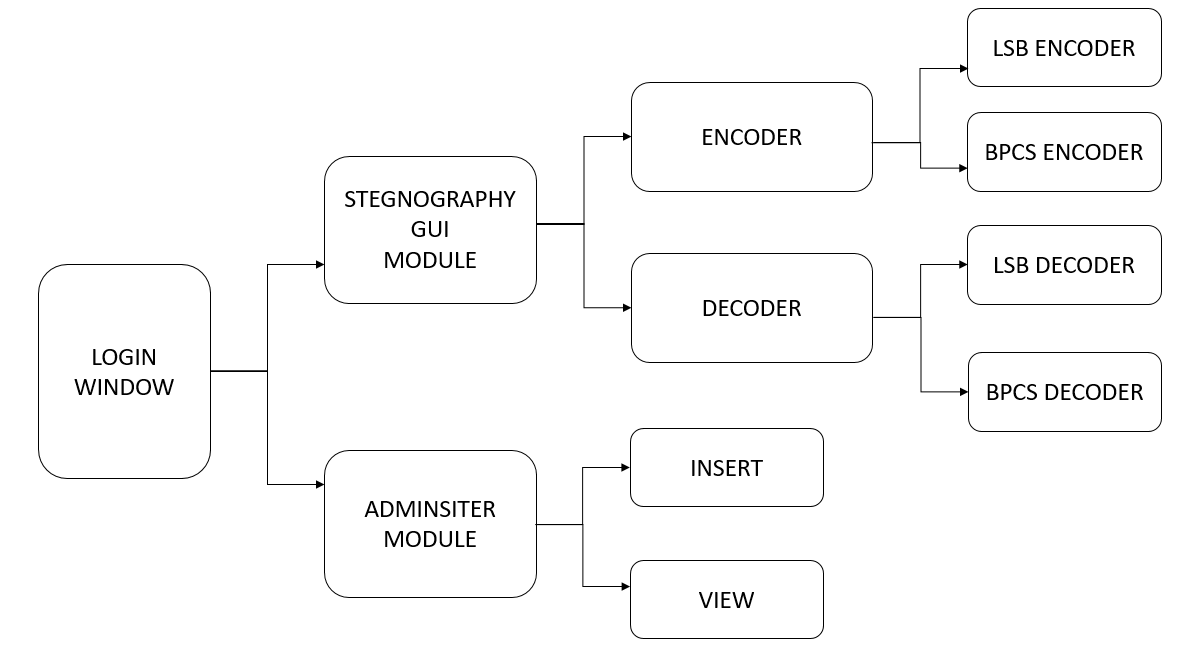 LSB ENCODER
ENCODER
BPCS ENCODER
STEGNOGRAPHY
GUI
MODULE
LSB DECODER
DECODER
LOGIN
WINDOW
BPCS DECODER
INSERT
ADMINSITER
MODULE
VIEW